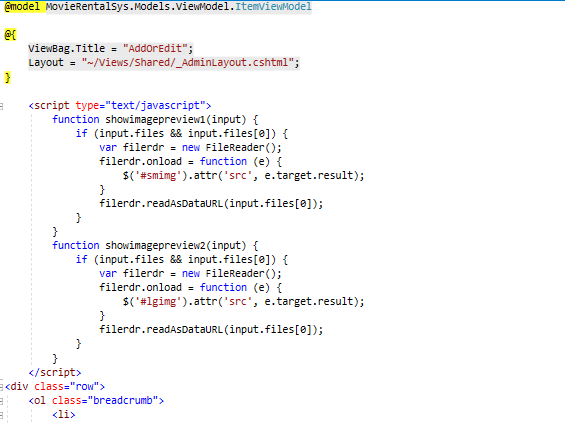 @model MovieRentalSys.Models.ViewModel.ItemViewModel
@{
    ViewBag.Title = "AddOrEdit";
    Layout = "~/Views/Shared/_AdminLayout.cshtml";
}
    <script type="text/javascript">
        function showimagepreview1(input) {
            if (input.files && input.files[0]) {
                var filerdr = new FileReader();
                filerdr.onload = function (e) {
                    $('#smimg').attr('src', e.target.result);
                }
                filerdr.readAsDataURL(input.files[0]);
            }
        }
        function showimagepreview2(input) {
            if (input.files && input.files[0]) {
                var filerdr = new FileReader();
                filerdr.onload = function (e) {
                    $('#lgimg').attr('src', e.target.result);
                }
                filerdr.readAsDataURL(input.files[0]);
            }
        }
    </script>
<div class="row">
    <ol class="breadcrumb">
        <li>